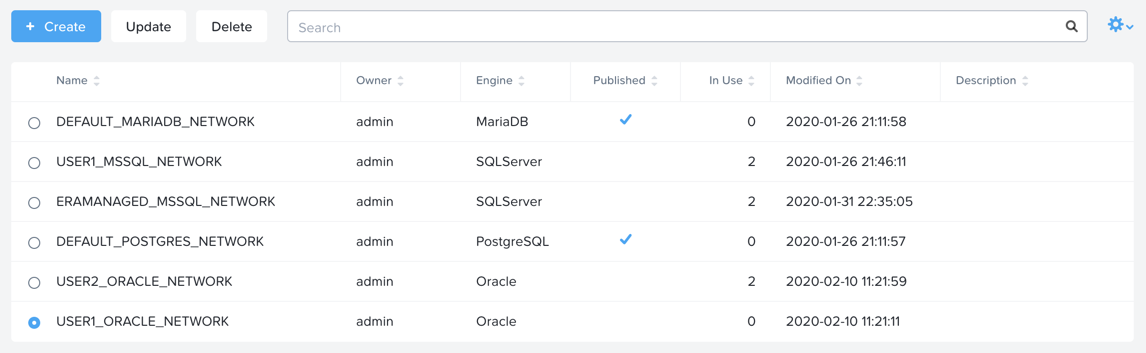 + Create Update Delete Search
Name Owner Engine Published In Use Modified On Description
DEFAULT_MARIADB_NETWORK admin MariaDB 0 2020-01-26 21:11:58
USER1_MSSQL_NETWORK admin SQLServer 2 2020-01-26 21:46:11
ERAMANAGED_MSSQL_NETWORK admin SQLServer 2 2020-01-31 22:35:05
DEFAULT_POSTGRES_NETWORK admin PostgreSQL 0 2020-01-26 21:11:57
USER2_ORACLE_NETWORK admin Oracle 2 2020-02-10 11:21:59
USER1_ORACLE_NETWORK admin Oracle 0 2020-02-10 11:21:11